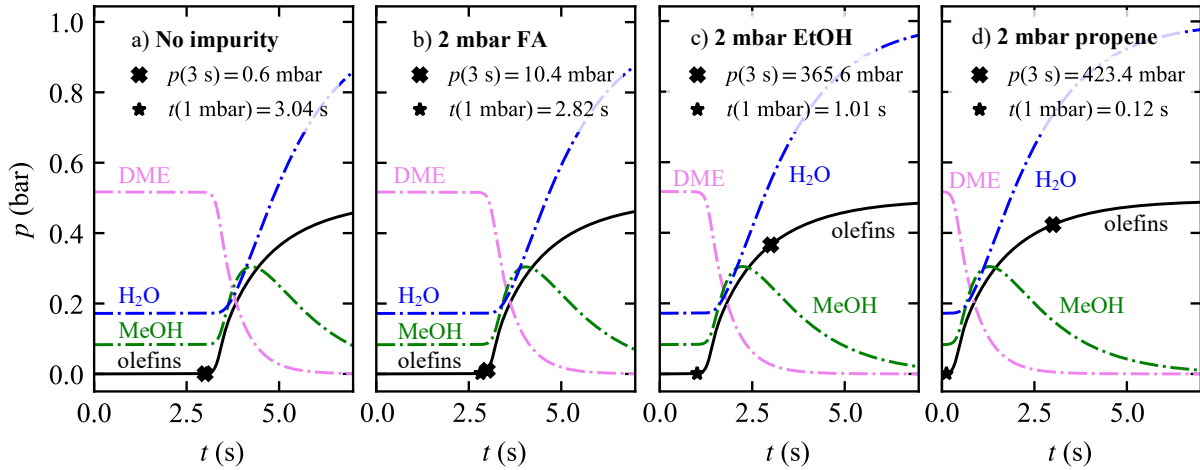 a) No impurity
p(3 s) = 0.6 mbar
t(1 mbar) = 3.04 s
DME
H₂O
MeOH
olefins
b) 2 mbar FA
p(3 s) = 10.4 mbar
t(1 mbar) = 2.82 s
DME
H₂O
MeOH
olefins
c) 2 mbar EtOH
p(3 s) = 365.6 mbar
t(1 mbar) = 1.01 s
DME
H₂O
olefins
MeOH
d) 2 mbar propene
p(3 s) = 423.4 mbar
t(1 mbar) = 0.12 s
DME
H₂O
olefins
MeOH
p (bar)
1.0
0.8
0.6
0.4
0.2
0.0
0.0 2.5 5.0
0.0 2.5 5.0
0.0 2.5 5.0
0.0 2.5 5.0
t (s)
t (s)
t (s)
t (s)